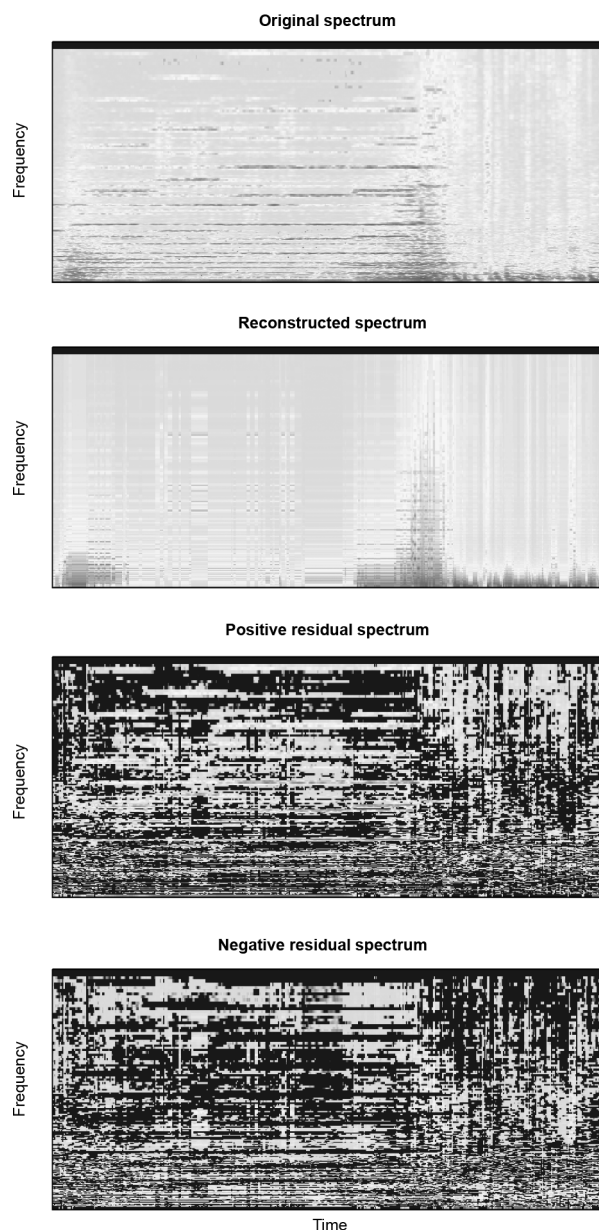 Original spectrum
Frequency
Reconstructed spectrum
Frequency
Positive residual spectrum
Frequency
Negative residual spectrum
Frequency
Time